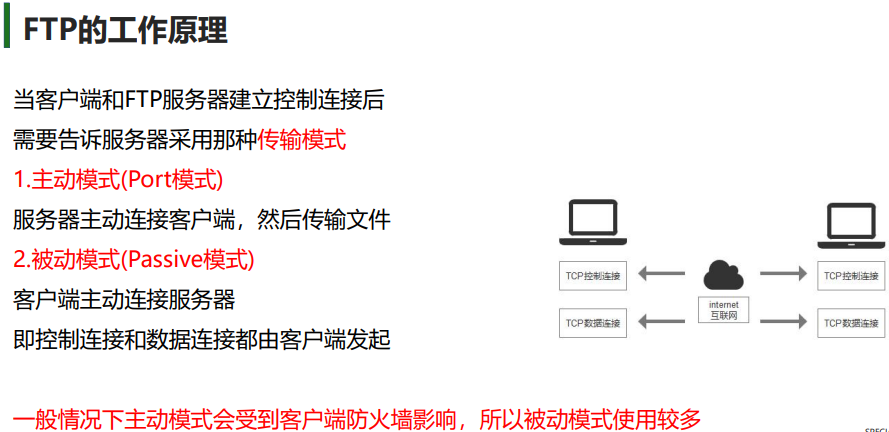 FTP的工作原理
当客户端和FTP服务器建立控制连接后
需要告诉服务器采用那种传输模式
1.主动模式(Port模式)
服务器主动连接客户端，然后传输文件
2.被动模式(Passive模式)
客户端主动连接服务器
即控制连接和数据连接都由客户端发起
TCP控制连接
TCP数据连接
internet
互联网
TCP控制连接
TCP数据连接
一般情况下主动模式会受到客户端防火墙影响，所以被动模式使用较多